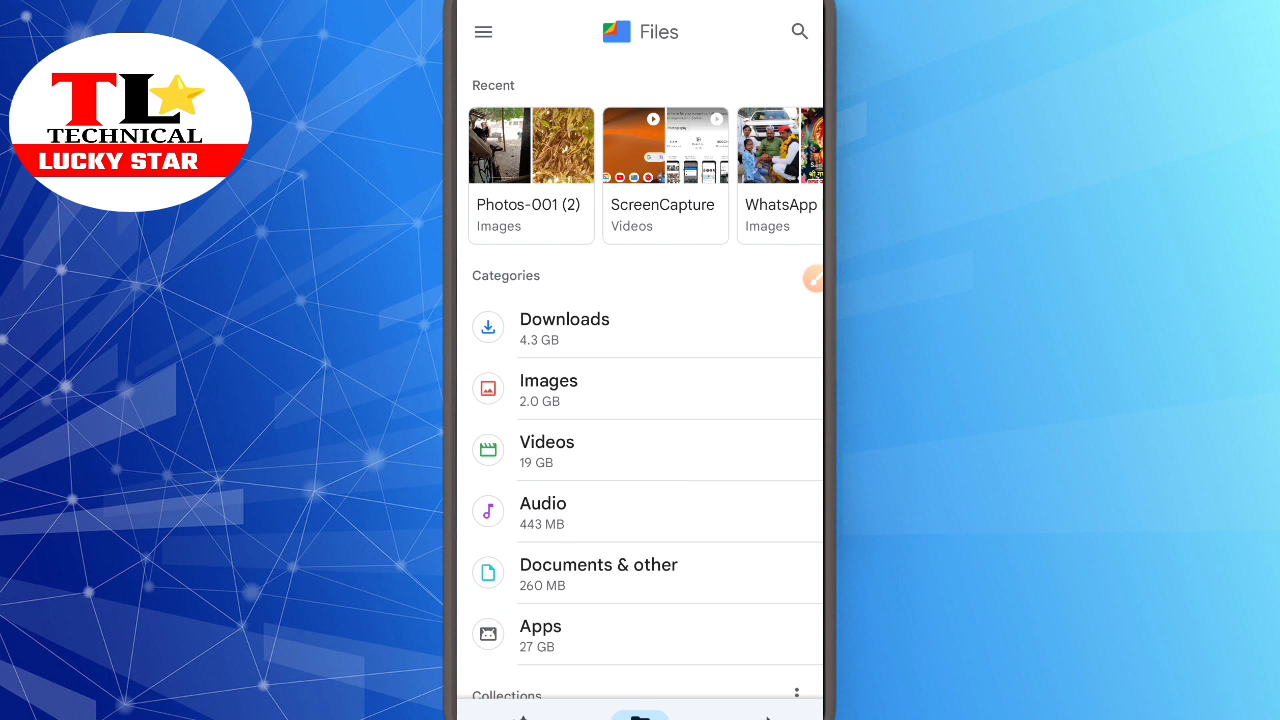 TL
TECHNICAL
LUCKY STAR
Files
Recent
Photos-001 (2)
Images
ScreenCapture
Videos
WhatsApp
Images
Categories
Downloads
4.3 GB
Images
2.0 GB
Videos
19 GB
Audio
443 MB
Documents & other
260 MB
Apps
27 GB
Collections